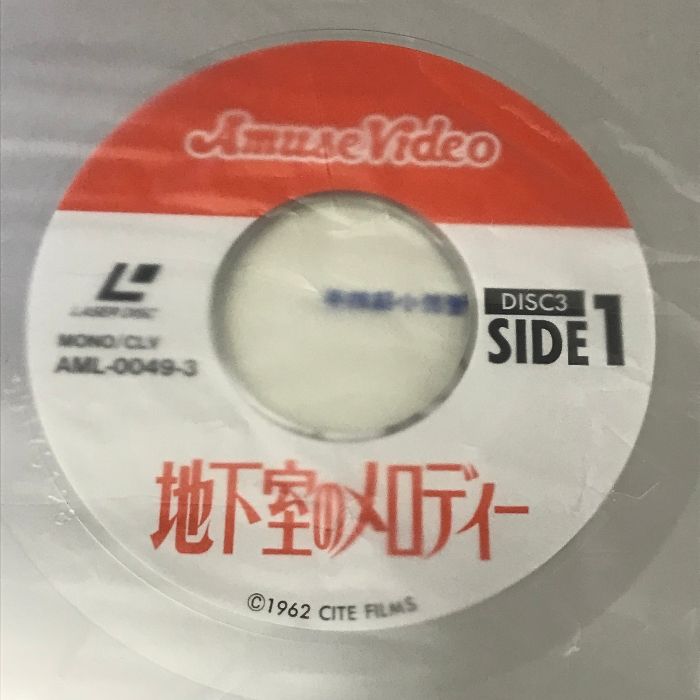 AmuseVideo
LASER DISC
MONO/CLV
AML-0049-3
DISC3
SIDE 1
地下室のメロディー
©1962 CITE FILMS